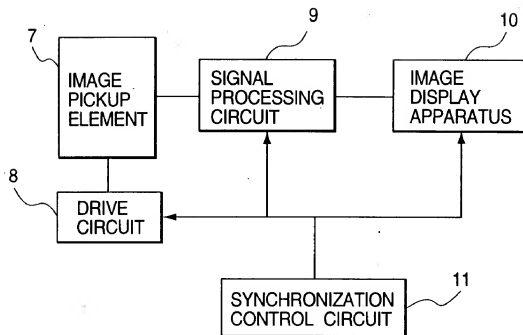 7
IMAGE
PICKUP
ELEMENT
9
SIGNAL
PROCESSING
CIRCUIT
10
IMAGE
DISPLAY
APPARATUS
8
DRIVE
CIRCUIT
11
SYNCHRONIZATION
CONTROL CIRCUIT